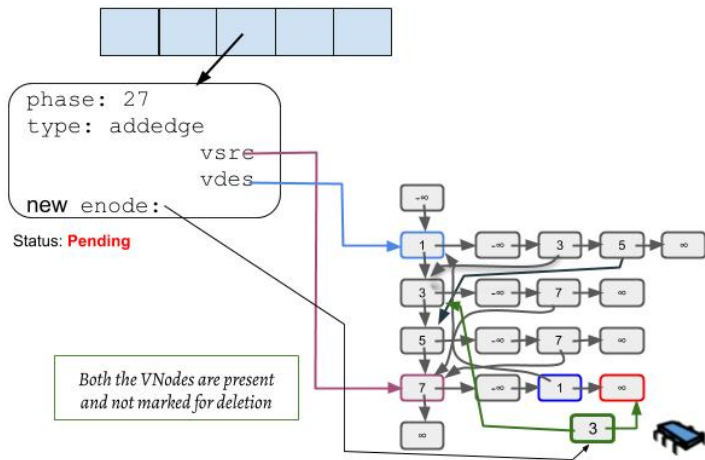 phase: 27
type: addedge
vsrc
vdes
new enode:
Status: Pending
-∞
1 -∞ 3 5 ∞
3 -∞ 7 ∞
5 -∞ 7 ∞
7 -∞ 1 ∞
∞
3
Both the VNodes are present
and not marked for deletion